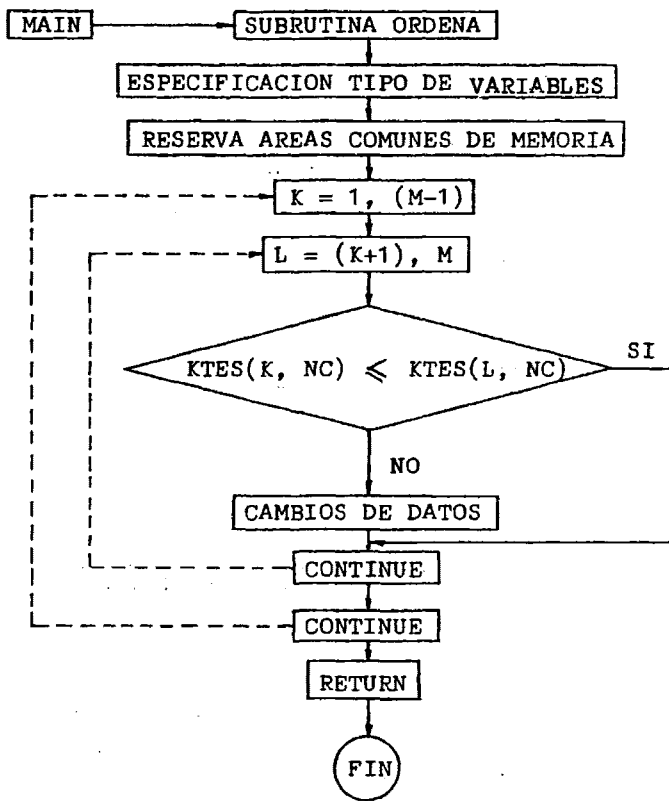 MAIN
SUBRUTINA ORDENA
ESPECIFICACION TIPO DE VARIABLES
RESERVA AREAS COMUNES DE MEMORIA
K = 1, (M-1)
L = (K+1), M
KTES(K, NC) ⩽ KTES(L, NC)
SI
NO
CAMBIOS DE DATOS
CONTINUE
CONTINUE
RETURN
FIN